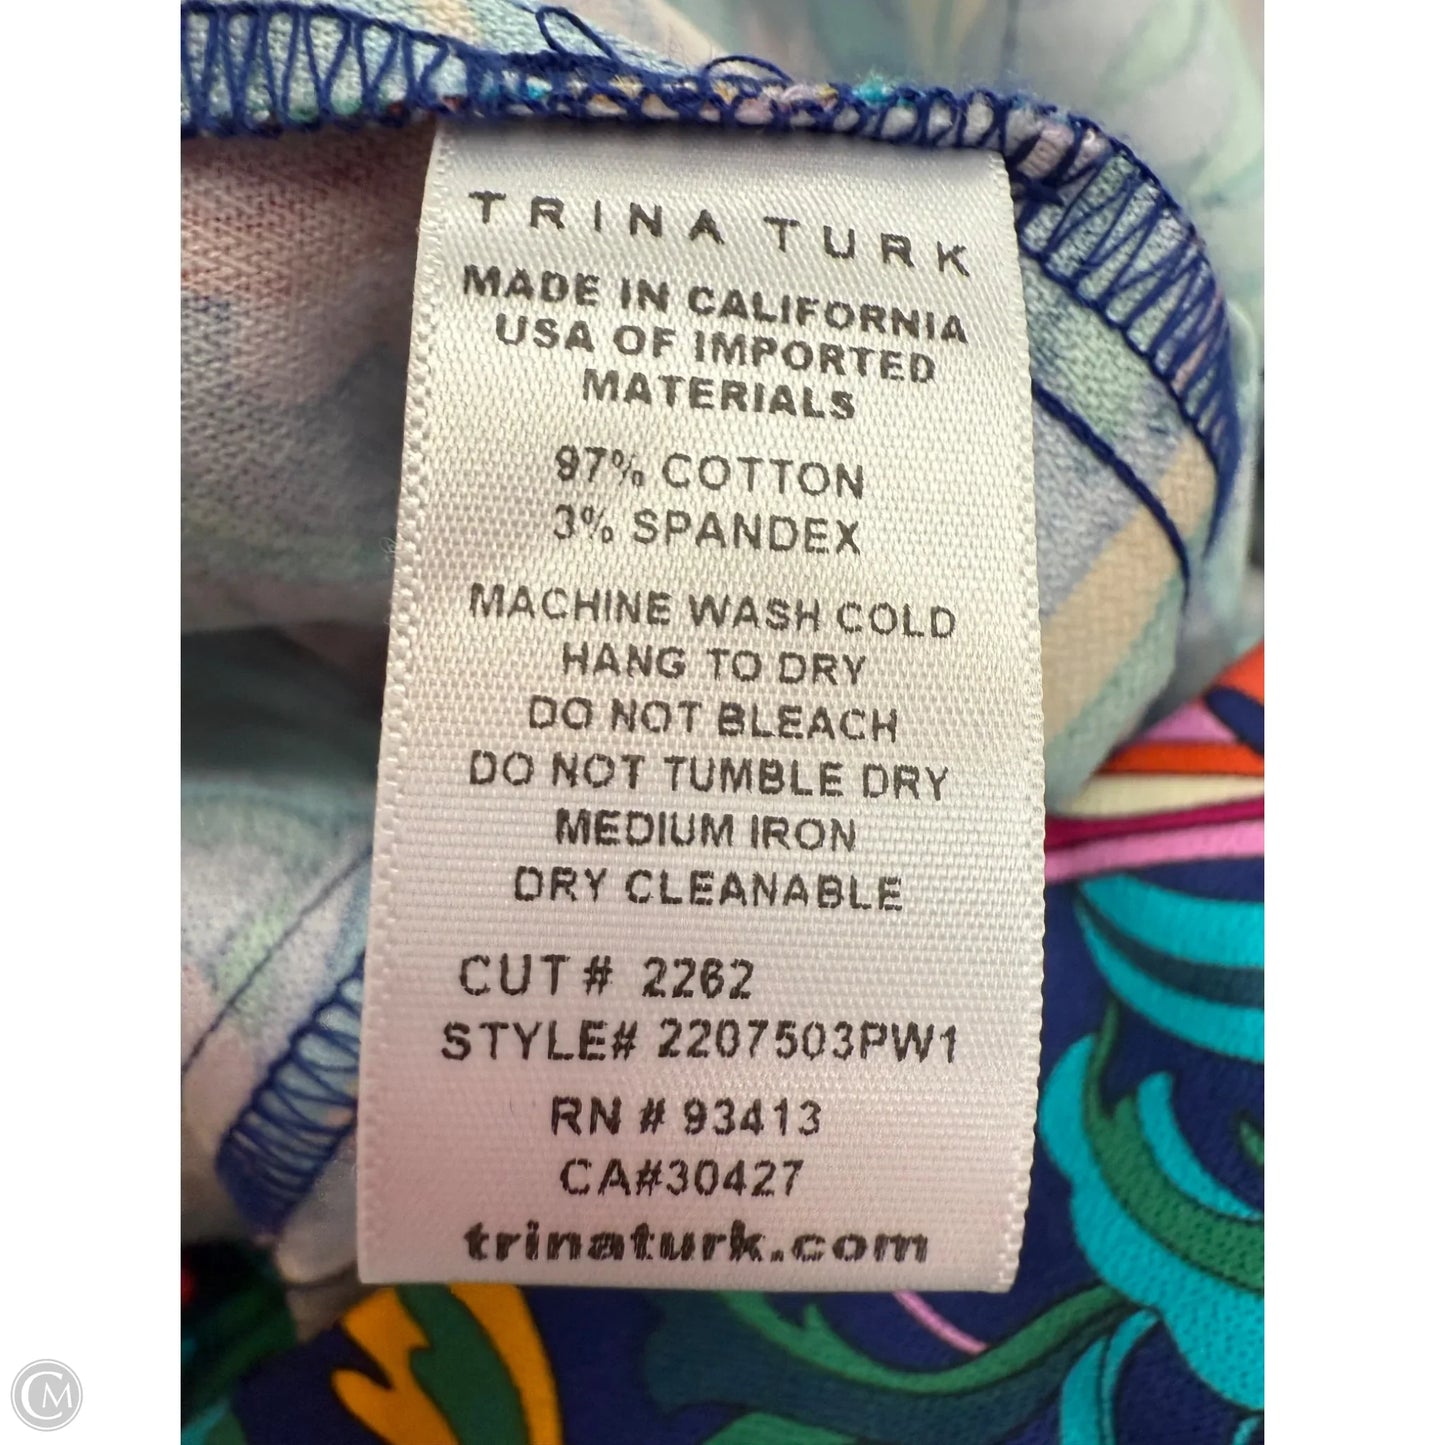 TRINA TURK
MADE IN CALIFORNIA
USA OF IMPORTED
MATERIALS
97% COTTON
3% SPANDEX
MACHINE WASH COLD
HANG TO DRY
DO NOT BLEACH
DO NOT TUMBLE DRY
MEDIUM IRON
DRY CLEANABLE
CUT # 2262
STYLE# 2207503PW1
RN # 93413
CA#30427
trinaturk.com
CM